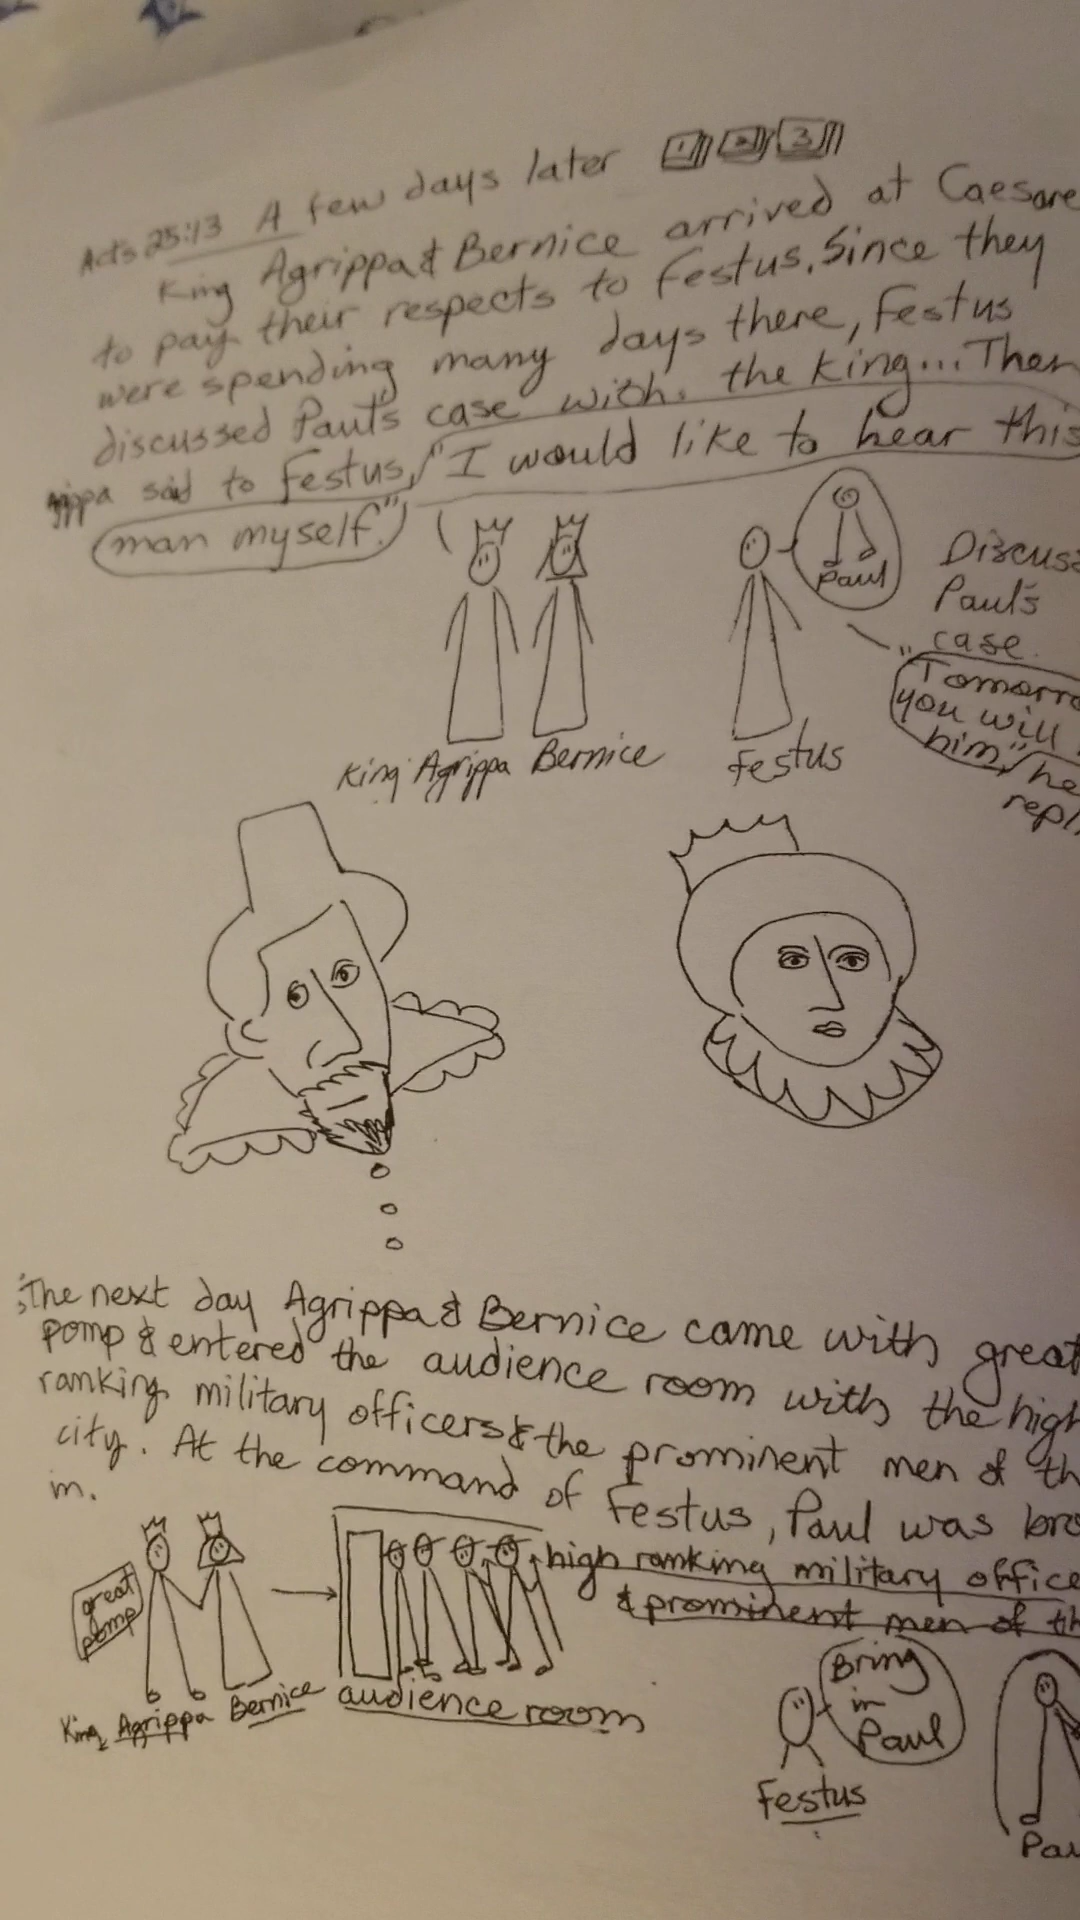 Acts 25:13 A few days later 1 2 3
King Agrippa & Bernice arrived at Caesare
to pay their respects to Festus. Since they
were spending many days there, Festus
discussed Paul's case with the king... Then
Agrippa said to Festus, "I would like to hear this
man myself."
Paul
Discuss
Paul's
case.
"Tomorro
you will
him," he
repl
King Agrippa Bernice
Festus
The next day Agrippa & Bernice came with great
pomp & entered the audience room with the high
ranking military officers & the prominent men of th
city. At the command of Festus, Paul was bro
in.
great
pomp
King Agrippa Bernice
audience room
high ranking military office
& prominent men of th
Bring
in
Paul
Festus
Pau